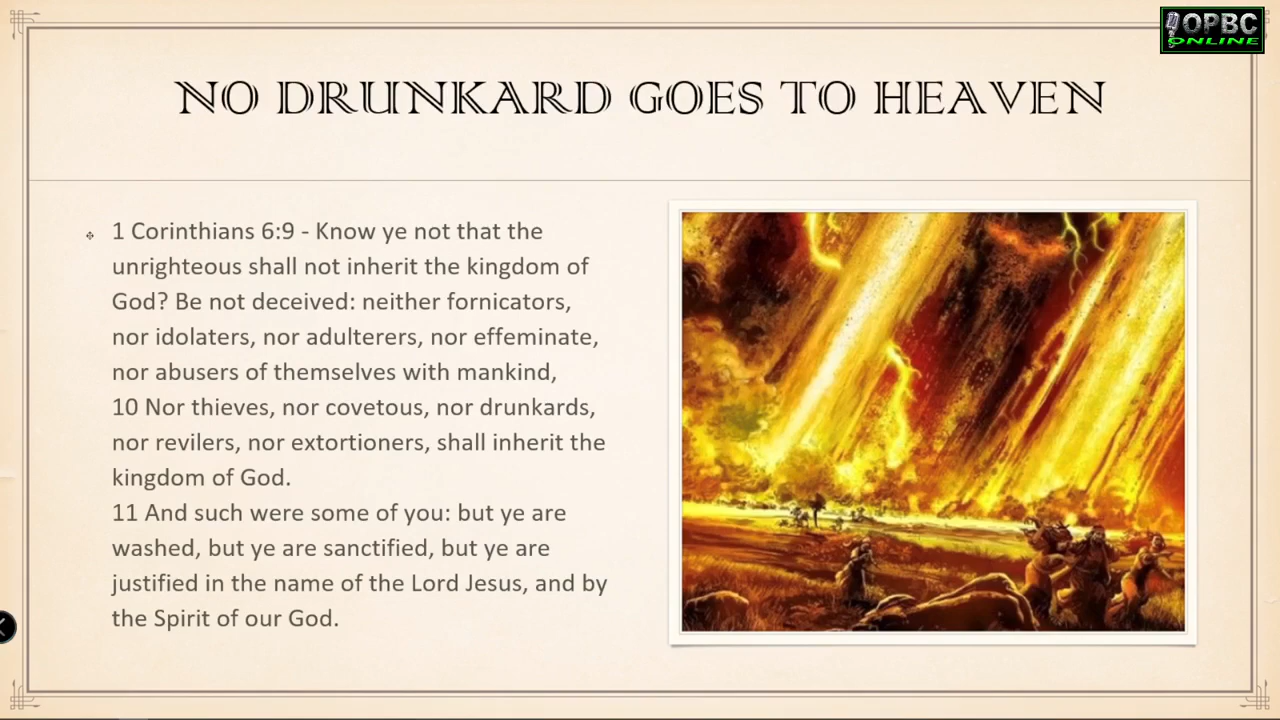 OPBC
ONLINE
NO DRUNKARD GOES TO HEAVEN
1 Corinthians 6:9 - Know ye not that the
unrighteous shall not inherit the kingdom of
God? Be not deceived: neither fornicators,
nor idolaters, nor adulterers, nor effeminate,
nor abusers of themselves with mankind,
10 Nor thieves, nor covetous, nor drunkards,
nor revilers, nor extortioners, shall inherit the
kingdom of God.
11 And such were some of you: but ye are
washed, but ye are sanctified, but ye are
justified in the name of the Lord Jesus, and by
the Spirit of our God.